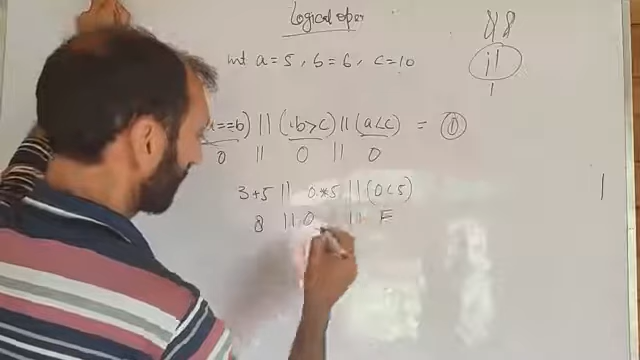 Logical oper
&&
||
!
int a=5, b=6, c=10
a==b) || (b>c) || (a<c) = ①
0 || 0 || 0
3+5 || 0*5 || (0<5)
8 || 0 || F